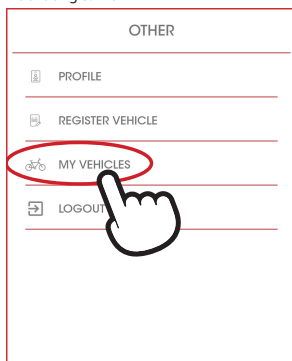 OTHER
PROFILE
REGISTER VEHICLE
MY VEHICLES
LOGOUT